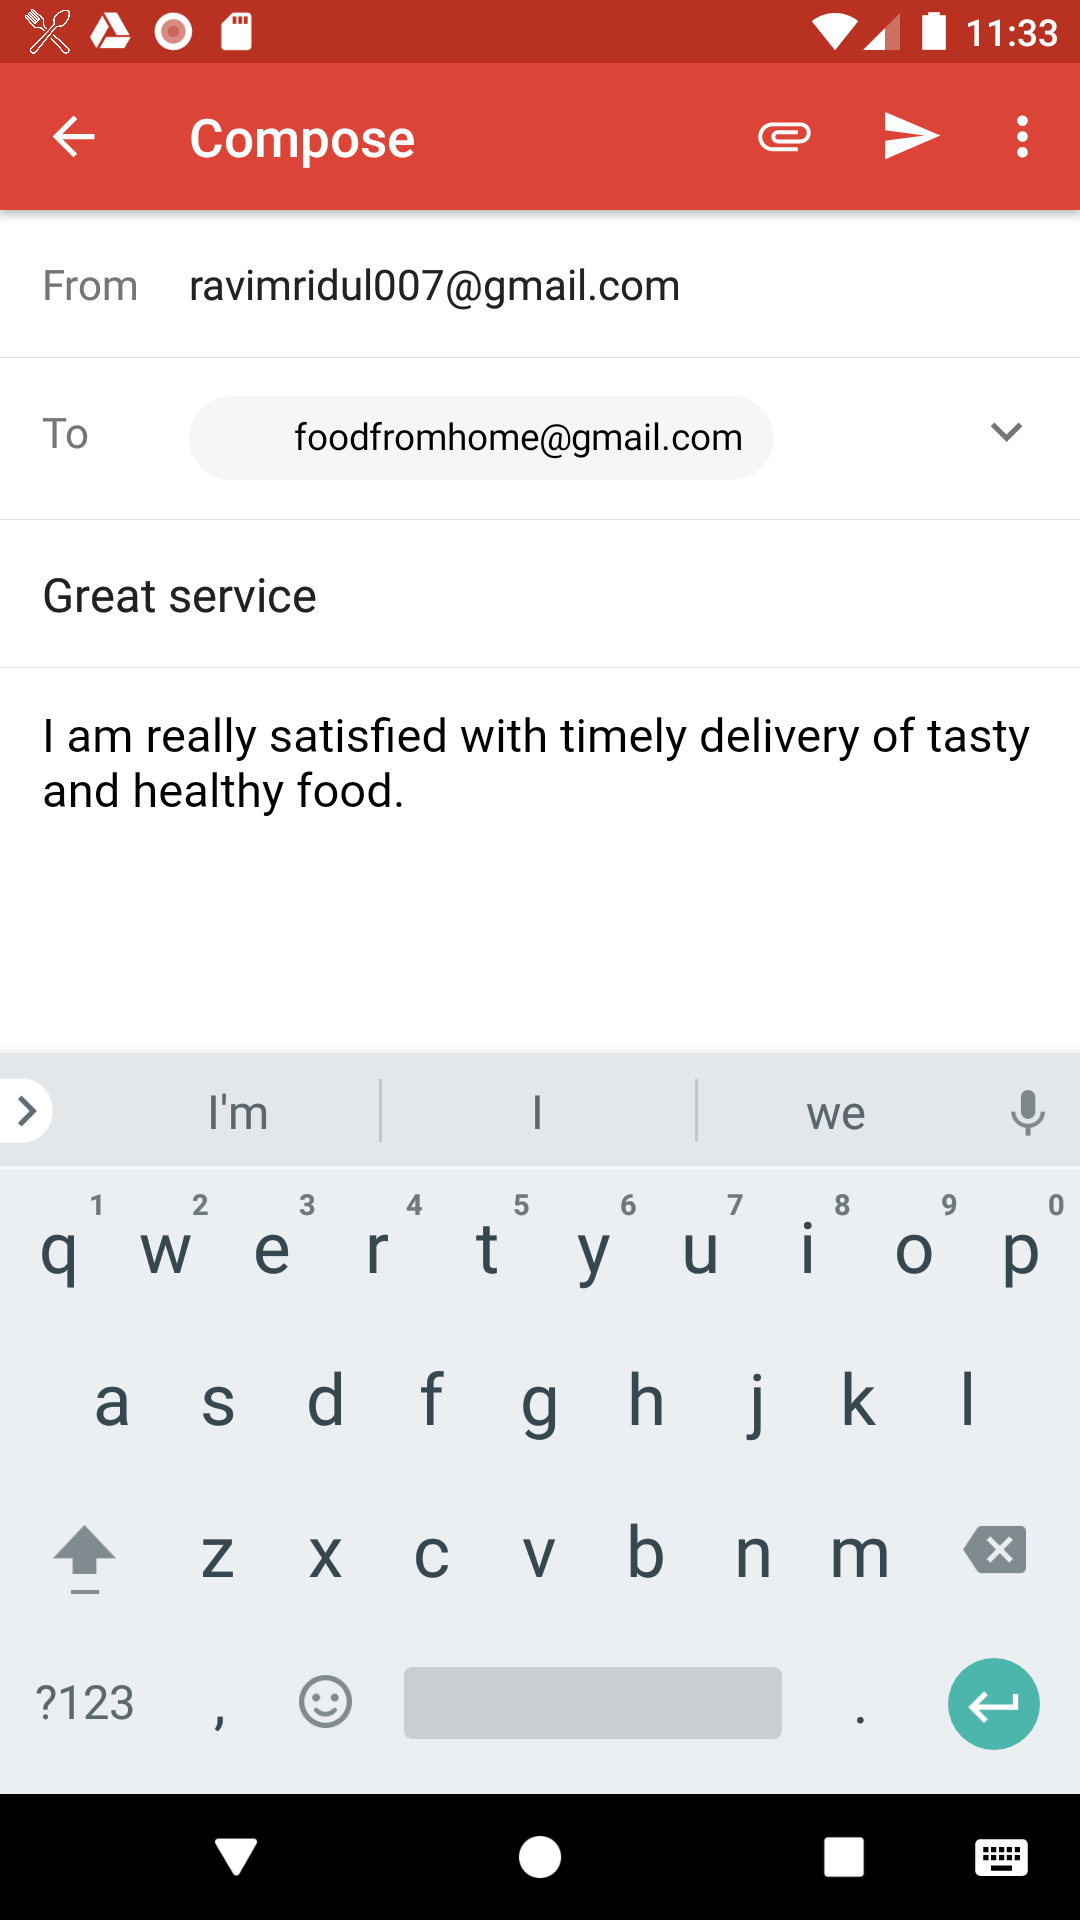 11:33
Compose
From ravimridul007@gmail.com
To foodfromhome@gmail.com
Great service
I am really satisfied with timely delivery of tasty
and healthy food.
I'm I we
1 2 3 4 5 6 7 8 9 0
q w e r t y u i o p
a s d f g h j k l
z x c v b n m
?123 , .